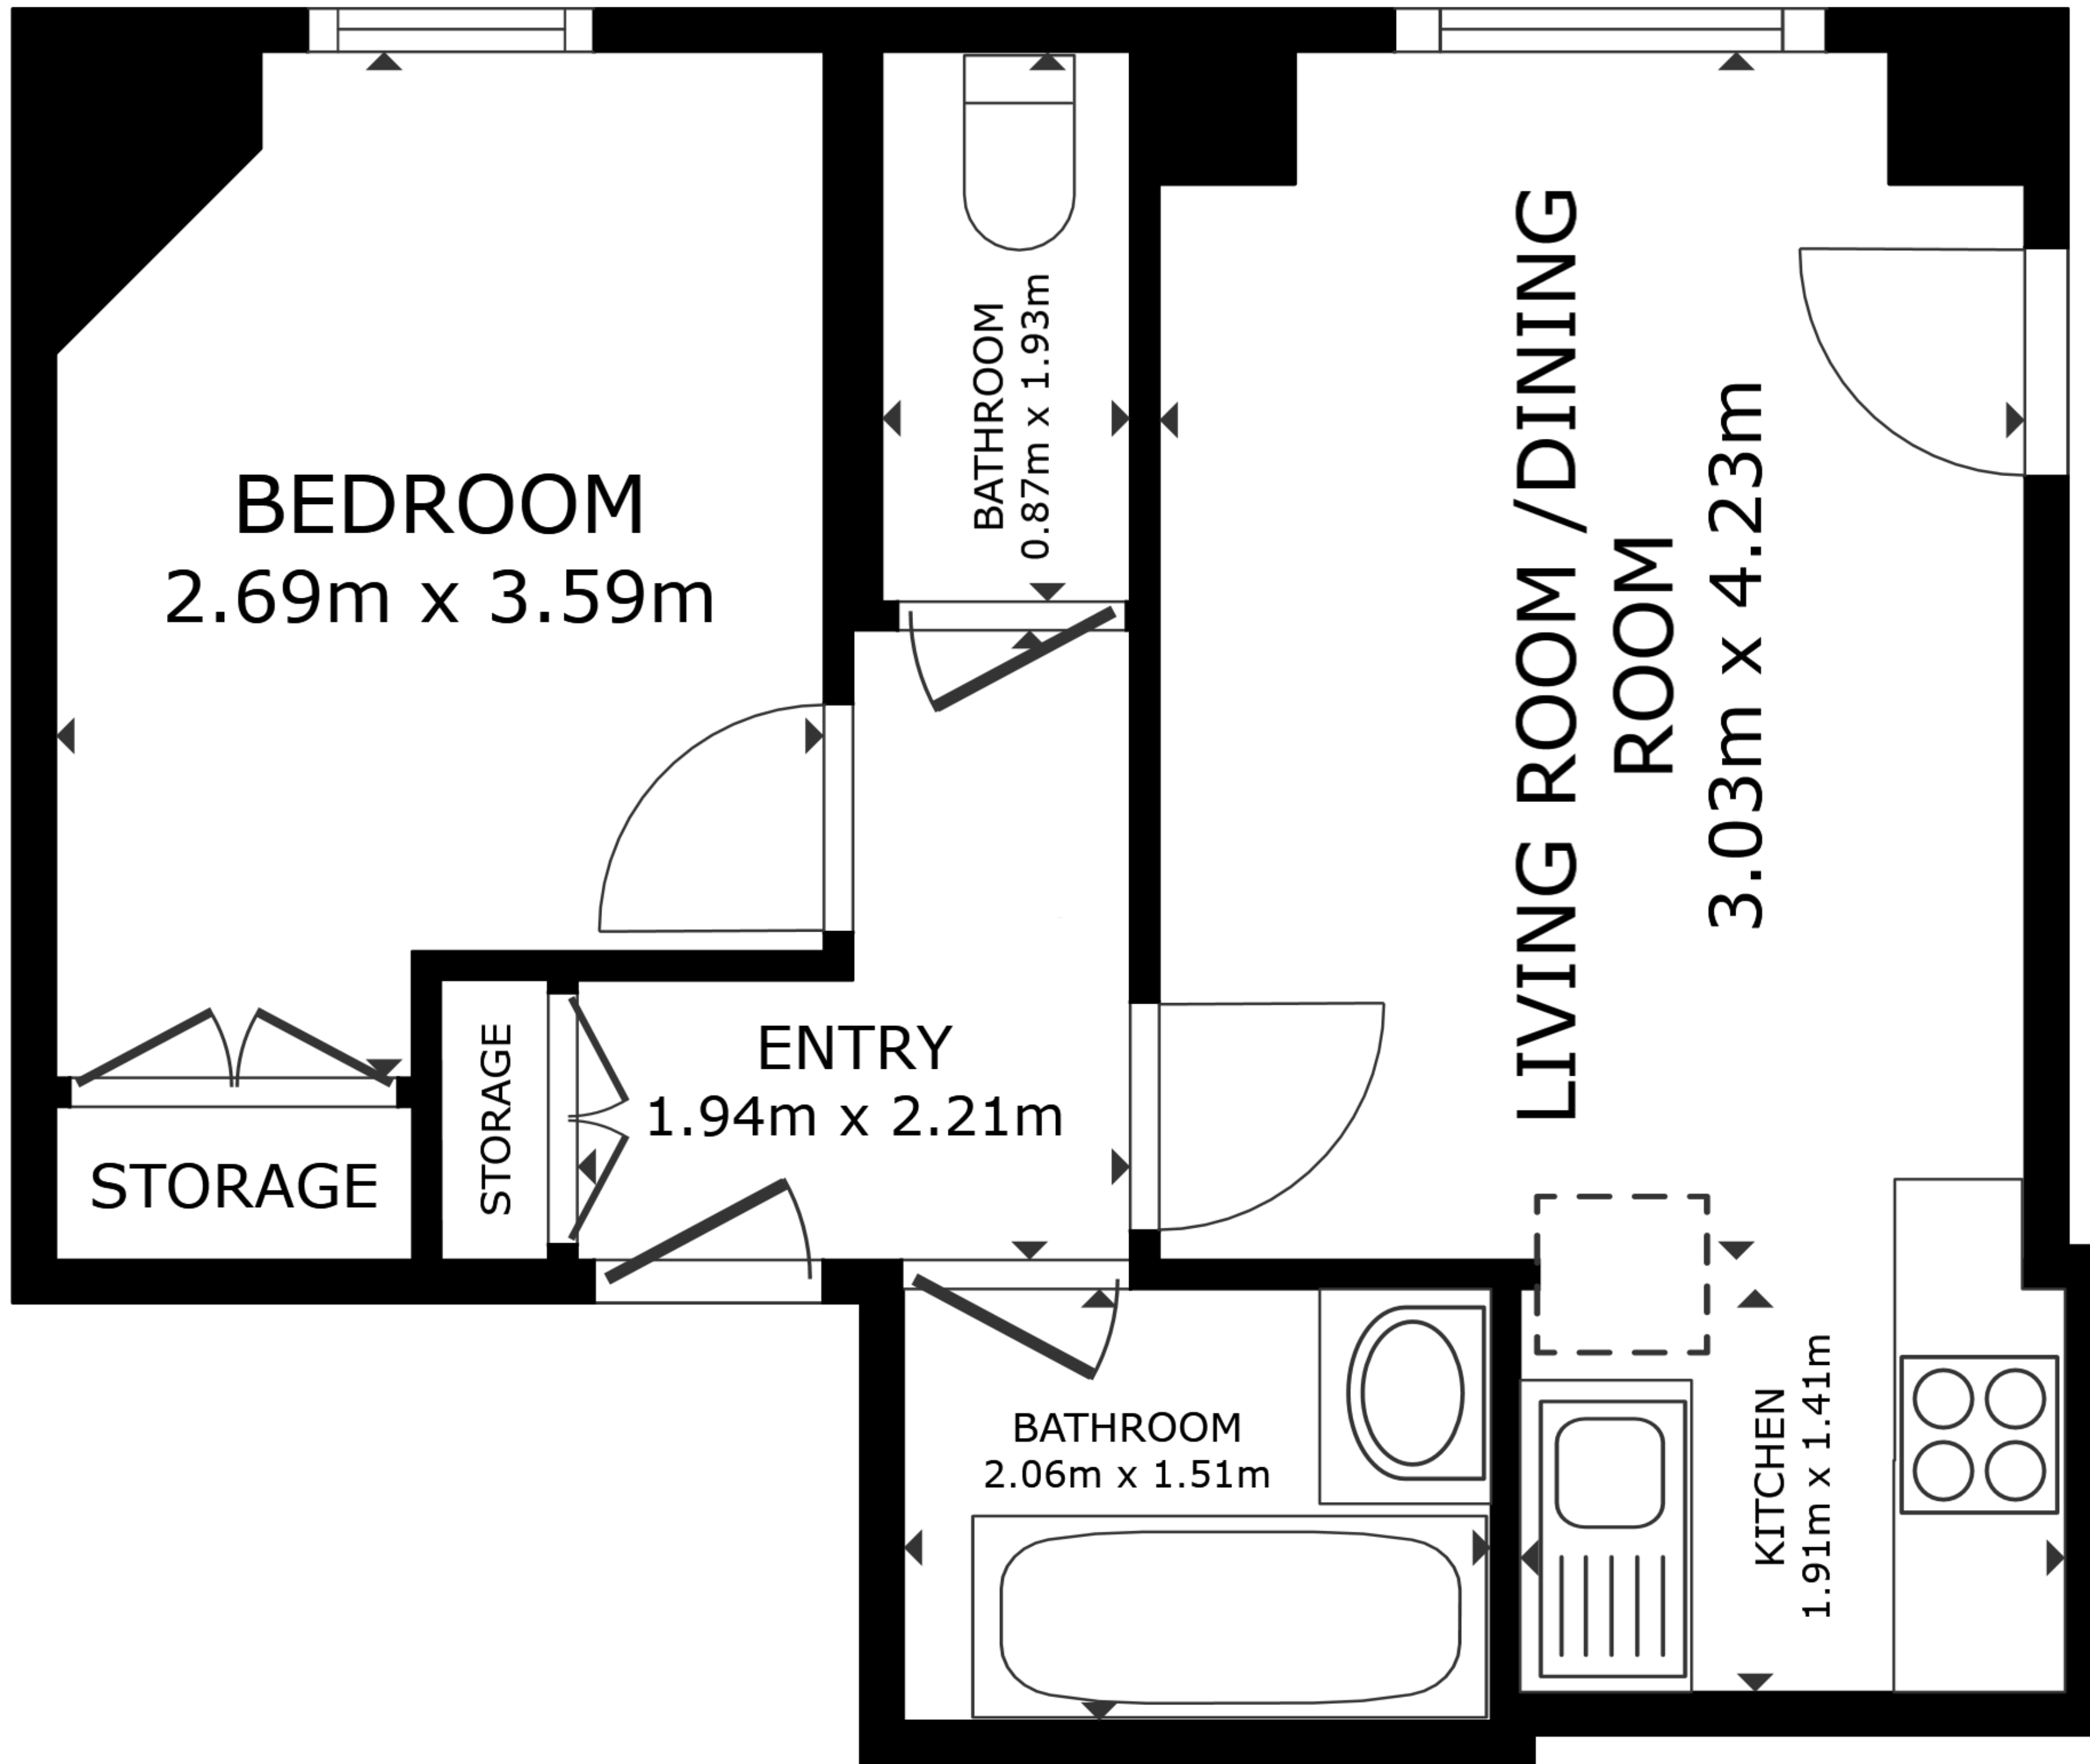 BEDROOM
2.69m x 3.59m
BATHROOM
0.87m x 1.93m
LIVING ROOM /DINING
ROOM
3.03m x 4.23m
STORAGE
STORAGE
ENTRY
1.94m x 2.21m
BATHROOM
2.06m x 1.51m
KITCHEN
1.91m x 1.41m